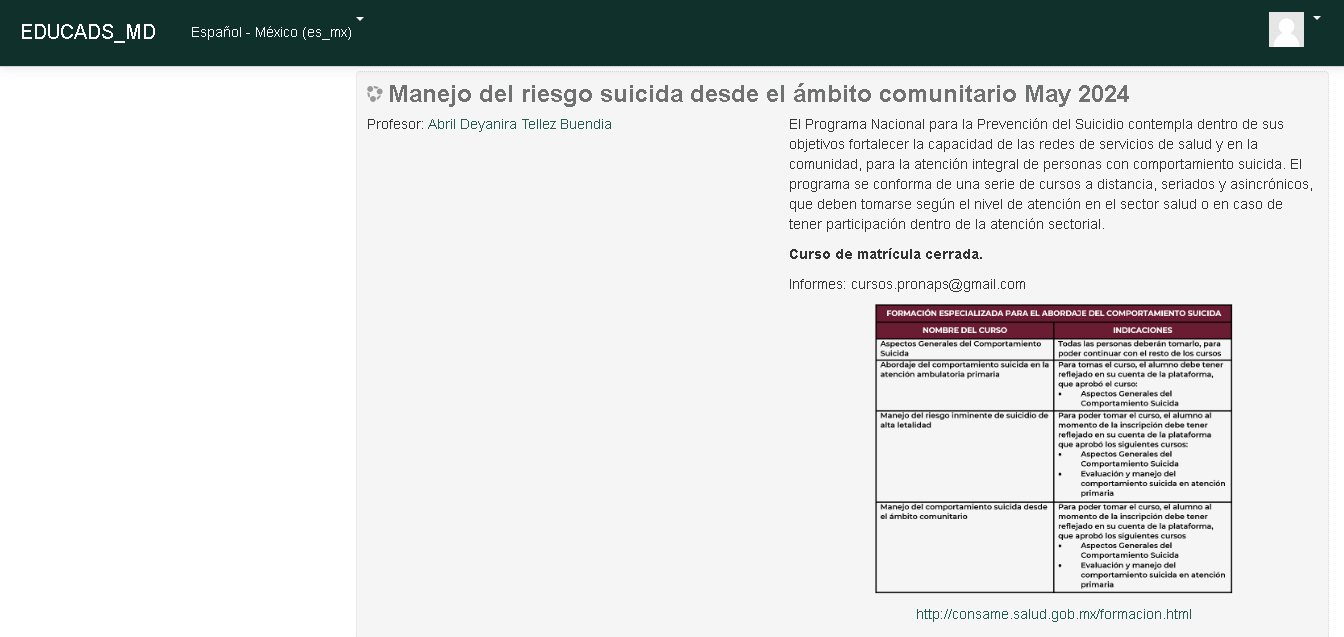 EDUCADS_MD
Español - México (es_mx)
Manejo del riesgo suicida desde el ámbito comunitario May 2024
Profesor: Abril Deyanira Tellez Buendia
El Programa Nacional para la Prevención del Suicidio contempla dentro de sus
objetivos fortalecer la capacidad de las redes de servicios de salud y en la
comunidad, para la atención integral de personas con comportamiento suicida. El
programa se conforma de una serie de cursos a distancia, seriados y asincrónicos,
que deben tomarse según el nivel de atención en el sector salud o en caso de
tener participación dentro de la atención sectorial.
Curso de matrícula cerrada.
Informes: cursos.pronaps@gmail.com
FORMACIÓN ESPECIALIZADA PARA EL ABORDAJE DEL COMPORTAMIENTO SUICIDA
NOMBRE DEL CURSO
INDICACIONES
Aspectos Generales del Comportamiento
Suicida
Todas las personas deberán tomarlo, para
poder continuar con el resto de los cursos
Abordaje del comportamiento suicida en la
atención ambulatoria primaria
Para tomas el curso, el alumno debe tener
reflejado en su cuenta de la plataforma,
que aprobó el curso:
• Aspectos Generales del
Comportamiento Suicida
Manejo del riesgo inminente de suicidio de
alta letalidad
Para poder tomar el curso, el alumno al
momento de la inscripción debe tener
reflejado en su cuenta de la plataforma
que aprobó los siguientes cursos:
• Aspectos Generales del
Comportamiento Suicida
• Evaluación y manejo del
comportamiento suicida en atención
primaria
Manejo del comportamiento suicida desde
el ámbito comunitario
Para poder tomar el curso, el alumno al
momento de la inscripción debe tener
reflejado en su cuenta de la plataforma,
que aprobó los siguientes cursos
• Aspectos Generales del
Comportamiento Suicida
• Evaluación y manejo del
comportamiento suicida en atención
primaria
http://consame.salud.gob.mx/formacion.html